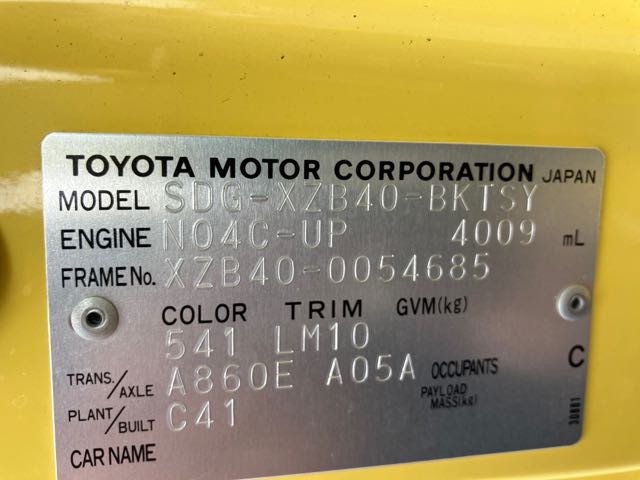 TOYOTA MOTOR CORPORATION JAPAN
MODEL SDG-XZB40-BKTSY
ENGINE N04C-UP 4009 mL
FRAME No. XZB40-0054685
COLOR TRIM GVM(kg)
541 LM10
TRANS./AXLE A860E A05A OCCUPANTS C
PAYLOAD MASS(kg)
PLANT/BUILT C41
CAR NAME
30881